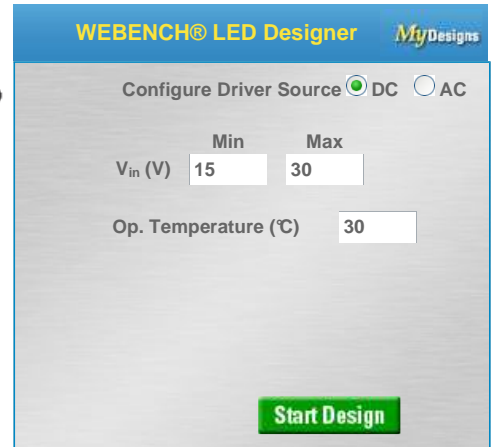 WEBENCH® LED Designer MyDesigns
Configure Driver Source DC AC
Min Max
Vin (V) 15 30
Op. Temperature (℃) 30
Start Design